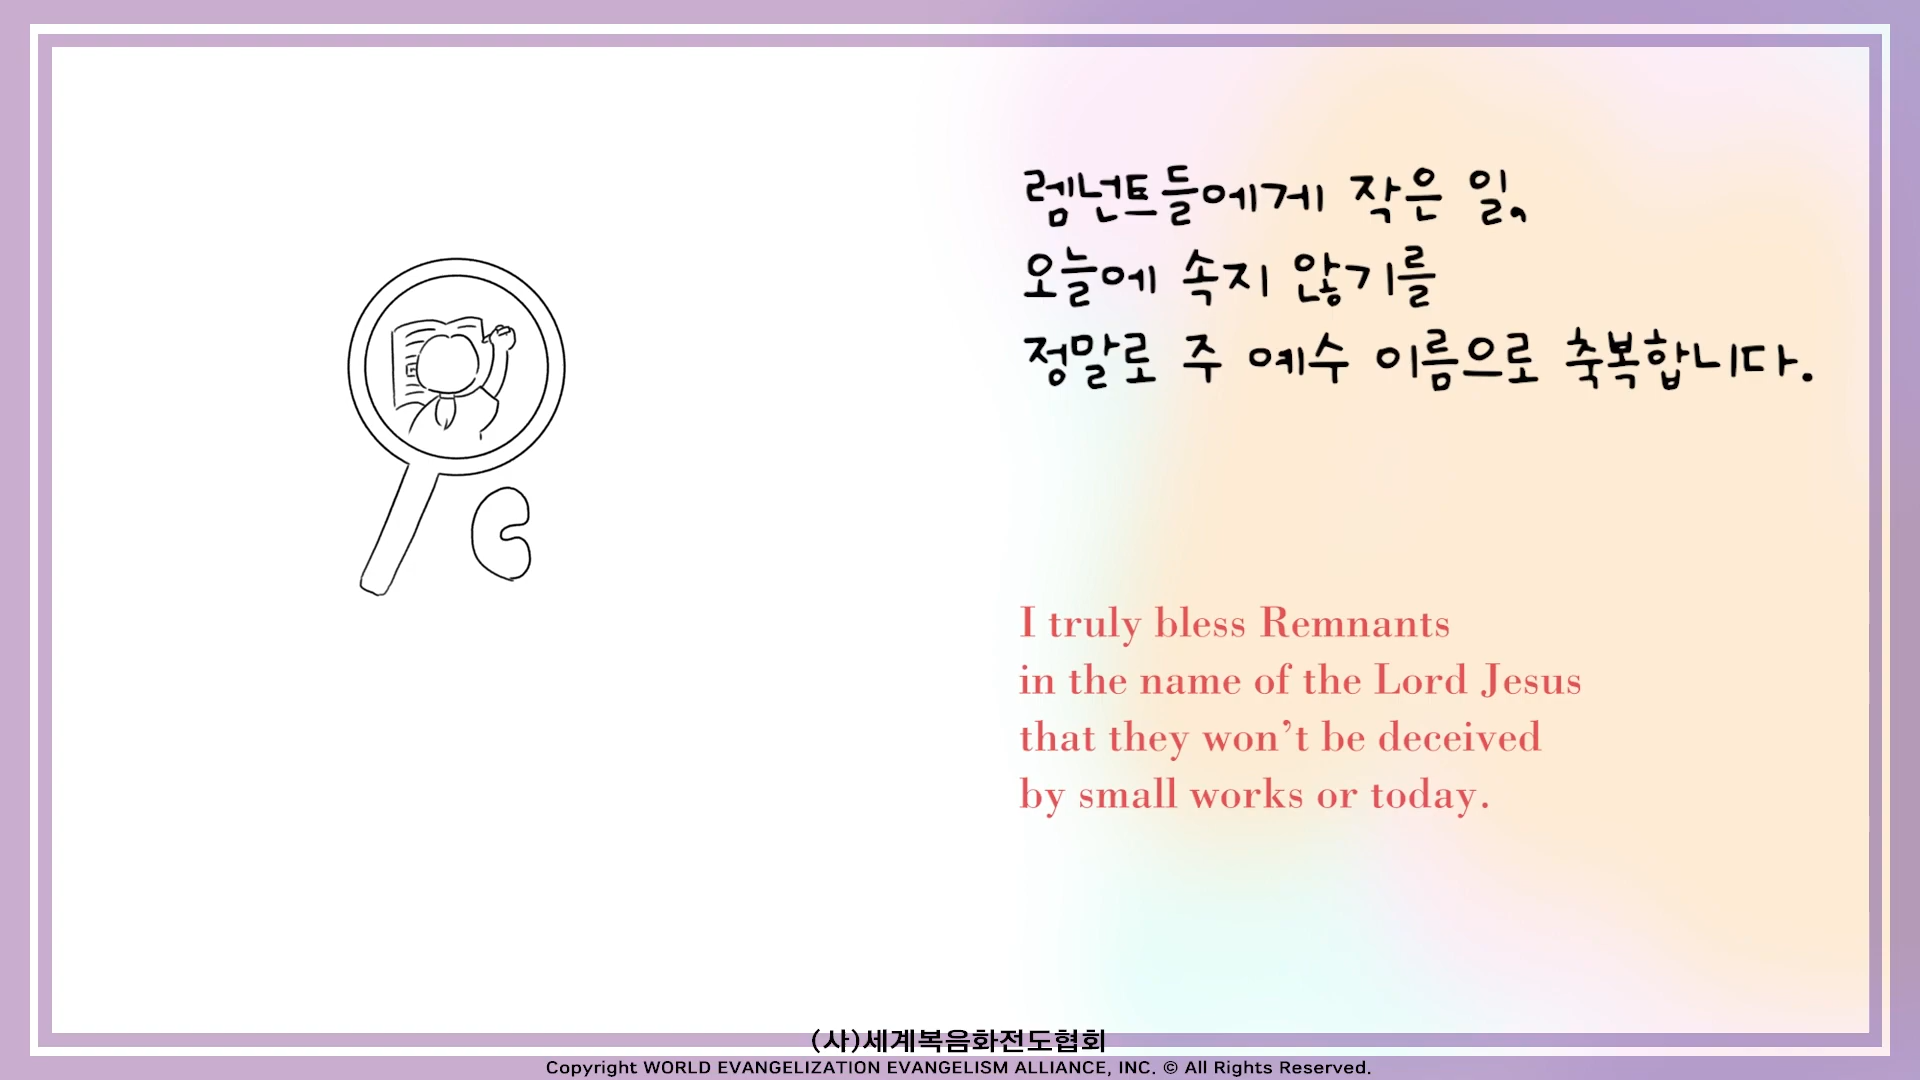 렘넌트들에게 작은 일,
오늘에 속지 않기를
정말로 주 예수 이름으로 축복합니다.
I truly bless Remnants
in the name of the Lord Jesus
that they won’t be deceived
by small works or today.
(사)세계복음화전도협회
Copyright WORLD EVANGELIZATION EVANGELISM ALLIANCE, INC. © All Rights Reserved.